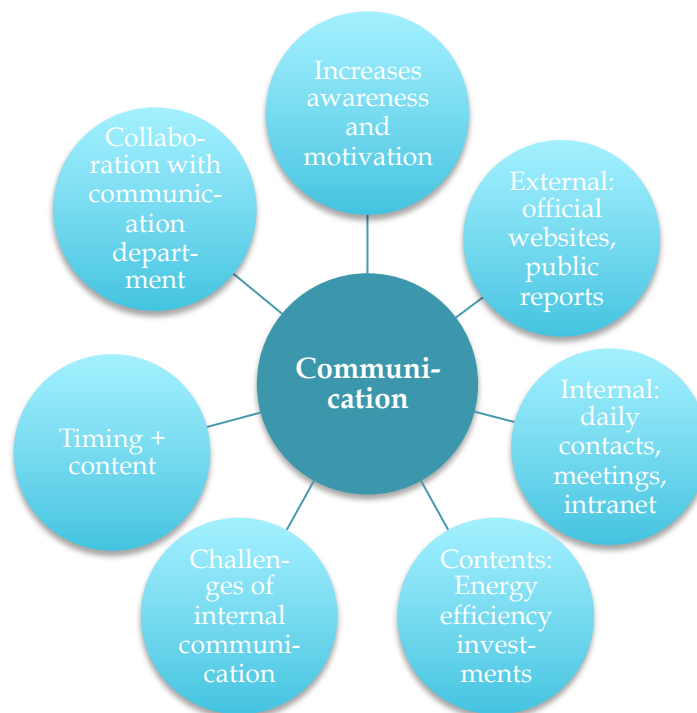 Increases
awareness
and
motivation
External:
official
websites,
public
reports
Internal:
daily
contacts,
meetings,
intranet
Contents:
Energy
efficiency
invest-
ments
Challen-
ges of
internal
communi-
cation
Timing +
content
Collabo-
ration with
communic-
ation
depart-
ment
Communi-
cation